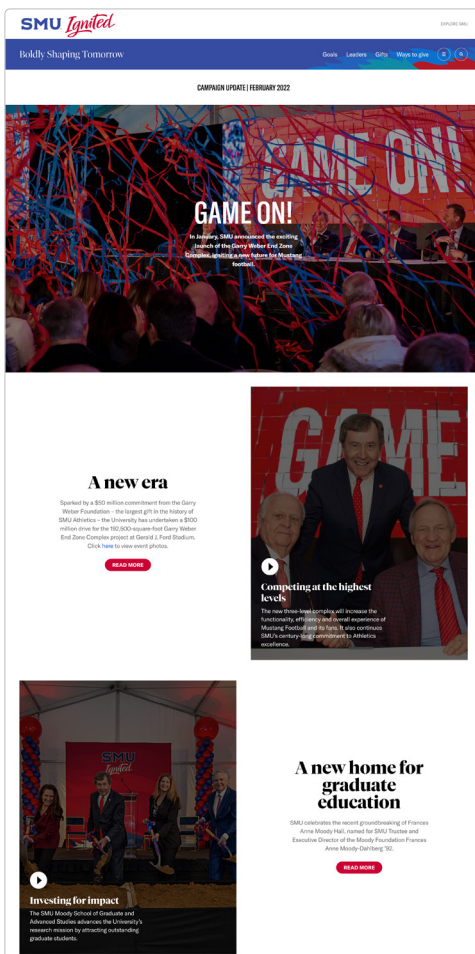 SMU Ignited
EXPLORE SMU
Boldly Shaping Tomorrow
Goals Leaders Gifts Ways to give
CAMPAIGN UPDATE | FEBRUARY 2022
GAME ON!
GAME ON!
In January, SMU announced the exciting
launch of the Garry Weber End Zone
Complex, igniting a new future for Mustang
football.
A new era
Sparked by a $50 million commitment from the Garry
Weber Foundation – the largest gift in the history of
SMU Athletics – the University has undertaken a $100
million drive for the 192,500-square-foot Garry Weber
End Zone Complex project at Gerald J. Ford Stadium.
Click here to view event photos.
READ MORE
GAME
Competing at the highest
levels
The new three-level complex will increase the
functionality, efficiency and overall experience of
Mustang Football and its fans. It also continues
SMU's century-long commitment to Athletics
excellence.
SMU
Ignited
Investing for impact
The SMU Moody School of Graduate and
Advanced Studies advances the University's
research mission by attracting outstanding
graduate students.
A new home for
graduate
education
SMU celebrates the recent groundbreaking of Frances
Anne Moody Hall, named for SMU Trustee and
Executive Director of the Moody Foundation Frances
Anne Moody-Dahlberg '92.
READ MORE